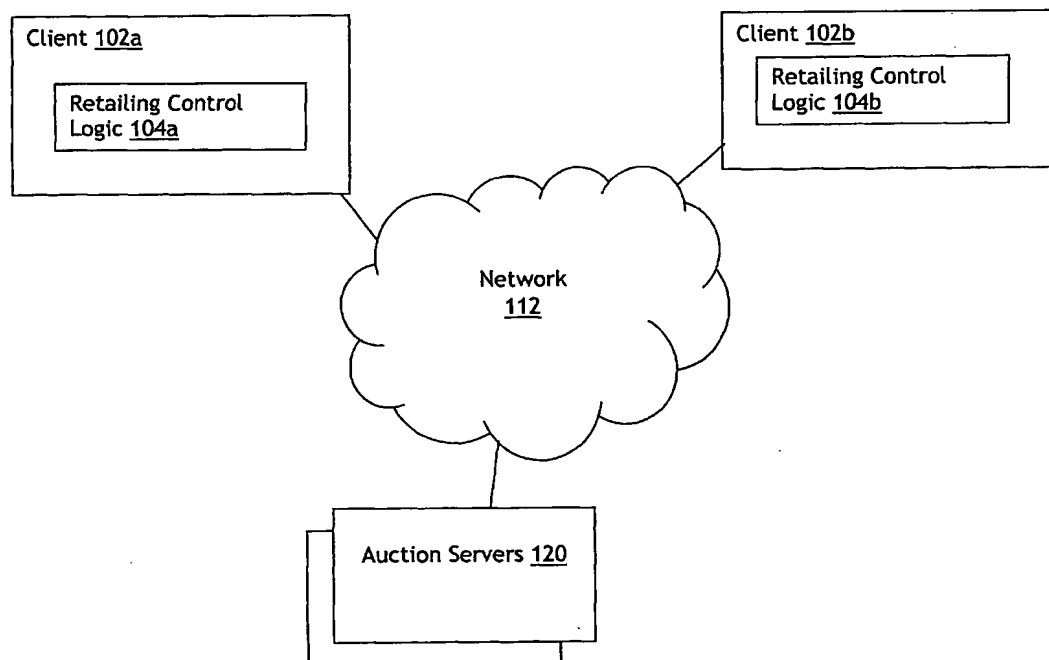 Client 102a
Retailing Control
Logic 104a
Client 102b
Retailing Control
Logic 104b
Network
112
Auction Servers 120